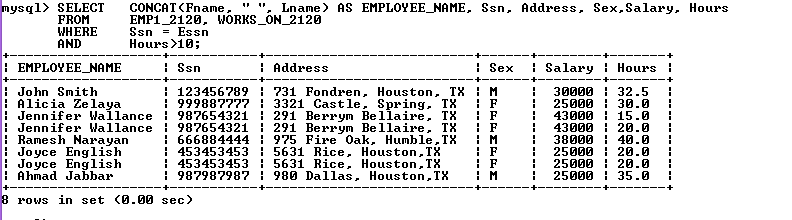 mysql> SELECT CONCAT(Fname, " ", Lname) AS EMPLOYEE_NAME, Ssn, Address, Sex,Salary, Hours
FROM EMP1_2120, WORKS_ON_2120
WHERE Ssn = Essn
AND Hours>10;
+--------------------+-----------+--------------------------+------+--------+-------+
| EMPLOYEE_NAME | Ssn | Address | Sex | Salary | Hours |
+--------------------+-----------+--------------------------+------+--------+-------+
| John Smith | 123456789 | 731 Fondren, Houston, TX | M | 30000 | 32.5 |
| Alicia Zelaya | 999887777 | 3321 Castle, Spring, TX | F | 25000 | 30.0 |
| Jennifer Wallance | 987654321 | 291 Berrym Bellaire, TX | F | 43000 | 15.0 |
| Jennifer Wallance | 987654321 | 291 Berrym Bellaire, TX | F | 43000 | 20.0 |
| Ramesh Narayan | 666884444 | 975 Fire Oak, Humble,TX | M | 38000 | 40.0 |
| Joyce English | 453453453 | 5631 Rice, Houston,TX | F | 25000 | 20.0 |
| Joyce English | 453453453 | 5631 Rice, Houston,TX | F | 25000 | 20.0 |
| Ahmad Jabbar | 987987987 | 980 Dallas, Houston,TX | M | 25000 | 35.0 |
+--------------------+-----------+--------------------------+------+--------+-------+
8 rows in set (0.00 sec)